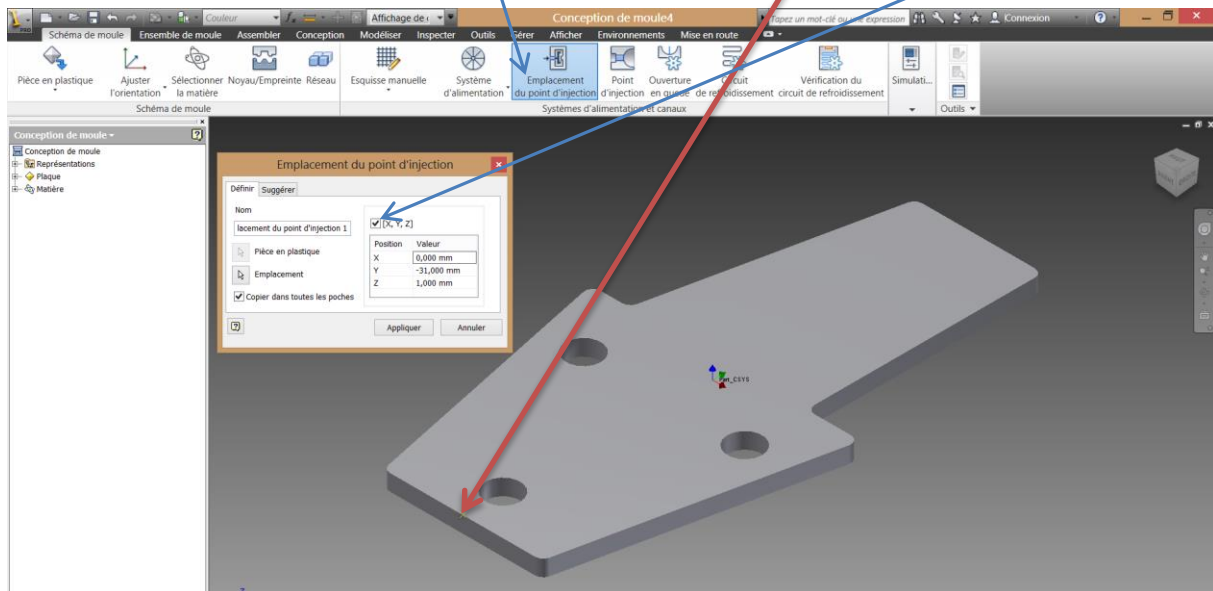 PRO
Couleur
Affichage de
Conception de moule4
Tapez un mot-clé ou une expression
Connexion
Schéma de moule Ensemble de moule Assembler Conception Modéliser Inspecter Outils Gérer Afficher Environnements Mise en route
Pièce en plastique
Ajuster l'orientation
Sélectionner la matière
Noyau/Empreinte
Réseau
Esquisse manuelle
Système d'alimentation
Emplacement du point d'injection
Point d'injection
Ouverture en queue
Circuit de refroidissement
Vérification du circuit de refroidissement
Simulati...
Schéma de moule
Systèmes d'alimentation et canaux
Outils
Conception de moule
Conception de moule
Représentations
Plaque
Matière
Emplacement du point d'injection
Définir Suggérer
Nom
lacement du point d'injection 1
[X, Y, Z]
Pièce en plastique
Position Valeur
X 0,000 mm
Y -31,000 mm
Z 1,000 mm
Emplacement
Copier dans toutes les poches
Appliquer Annuler